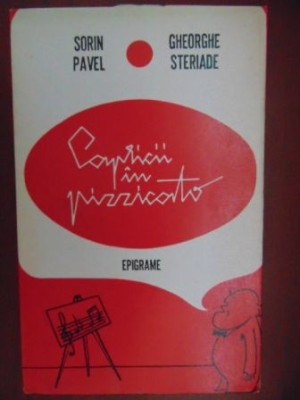 SORIN
PAVEL
GHEORGHE
STERIADE
Capricii
în
pizzicato
EPIGRAME